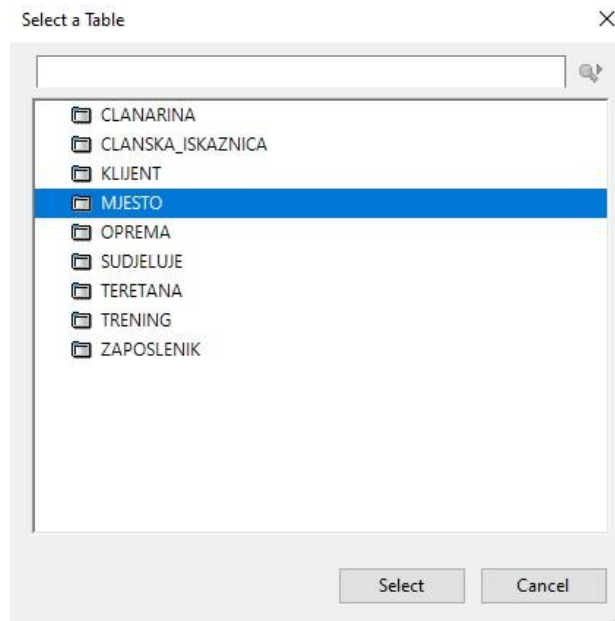 Select a Table
CLANARINA
CLANSKA_ISKAZNICA
KLIJENT
MJESTO
OPREMA
SUDJELUJE
TERETANA
TRENING
ZAPOSLENIK
Select Cancel